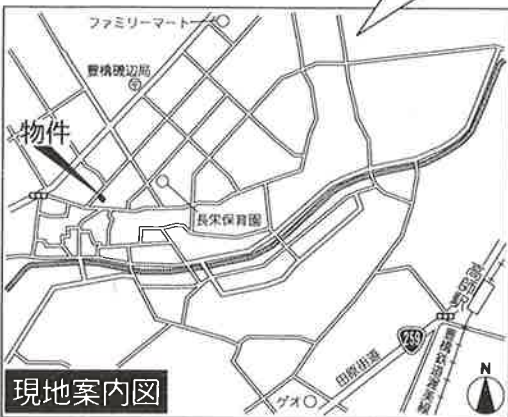 ファミリーマート
豊橋磯辺局
物件
長栄保育園
高師駅
259
田原街道
豊橋鉄道渥美線
ゲオ
N
現地案内図